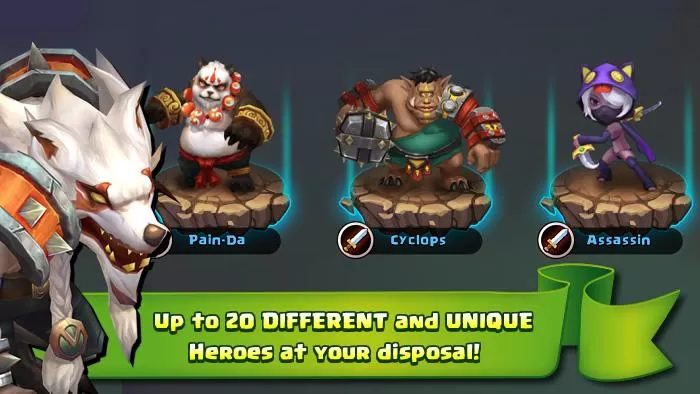 Pain-Da
Cyclops
Assassin
Up to 20 DIFFERENT and UNIQUE
Heroes at your disposal!